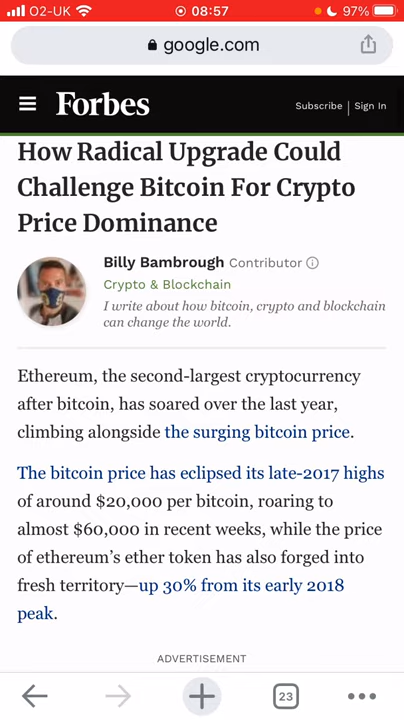 O2-UK 08:57 97%
google.com
Forbes Subscribe | Sign In
How Radical Upgrade Could
Challenge Bitcoin For Crypto
Price Dominance
Billy Bambrough Contributor
Crypto & Blockchain
I write about how bitcoin, crypto and blockchain
can change the world.
Ethereum, the second-largest cryptocurrency
after bitcoin, has soared over the last year,
climbing alongside the surging bitcoin price.
The bitcoin price has eclipsed its late-2017 highs
of around $20,000 per bitcoin, roaring to
almost $60,000 in recent weeks, while the price
of ethereum’s ether token has also forged into
fresh territory—up 30% from its early 2018
peak.
ADVERTISEMENT
23